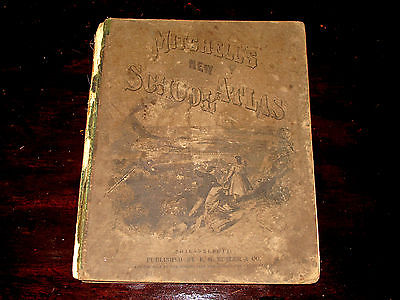 MITCHELL'S
NEW
SCHOOL ATLAS
PHILADELPHIA:
PUBLISHED BY E. H. BUTLER & CO.